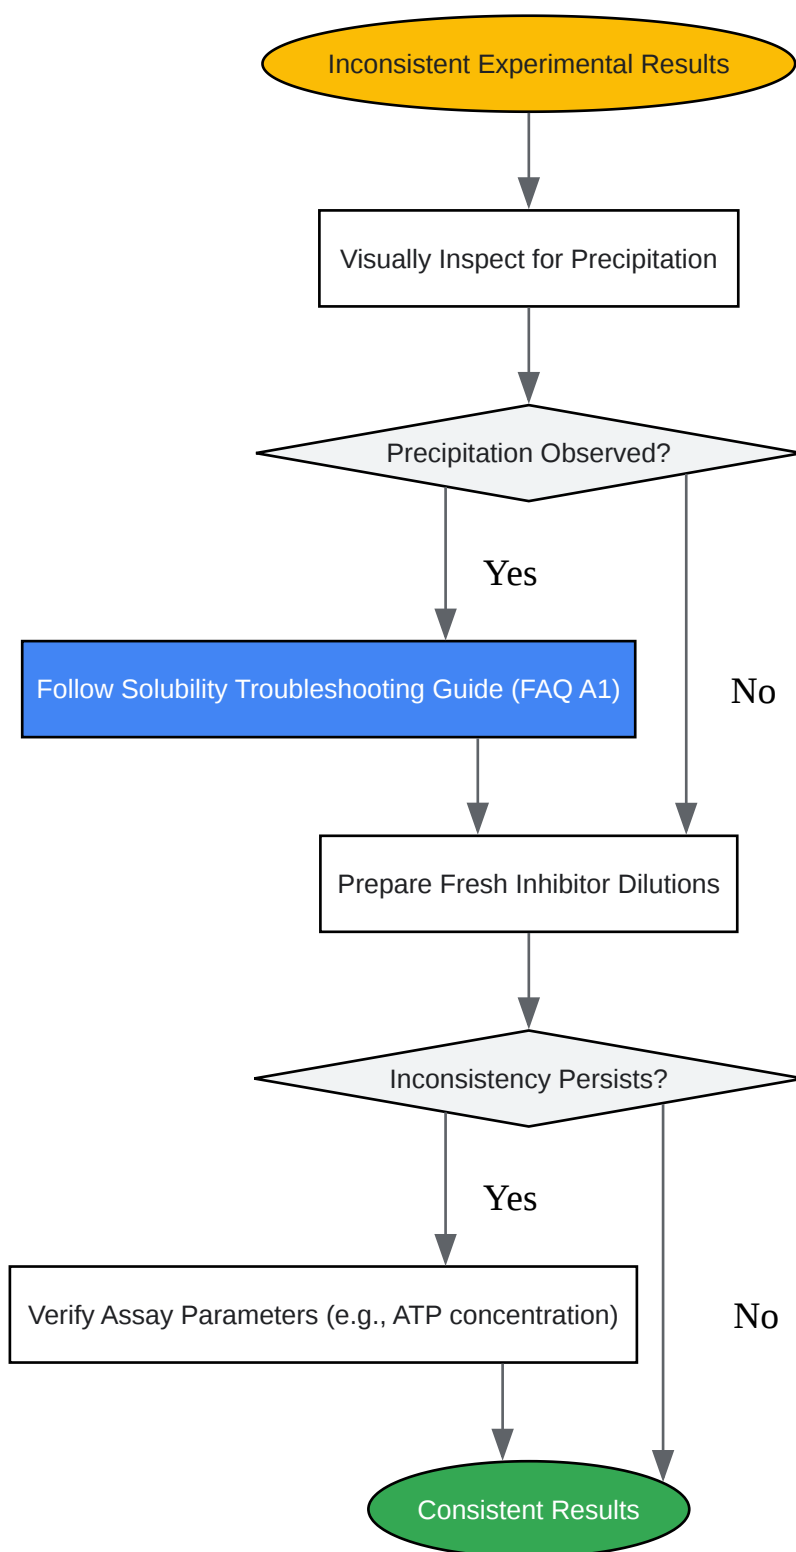 Inconsistent Experimental Results
Visually Inspect for Precipitation
Precipitation Observed?
Yes
Follow Solubility Troubleshooting Guide (FAQ A1)
No
Prepare Fresh Inhibitor Dilutions
Inconsistency Persists?
Yes
Verify Assay Parameters (e.g., ATP concentration)
No
Consistent Results